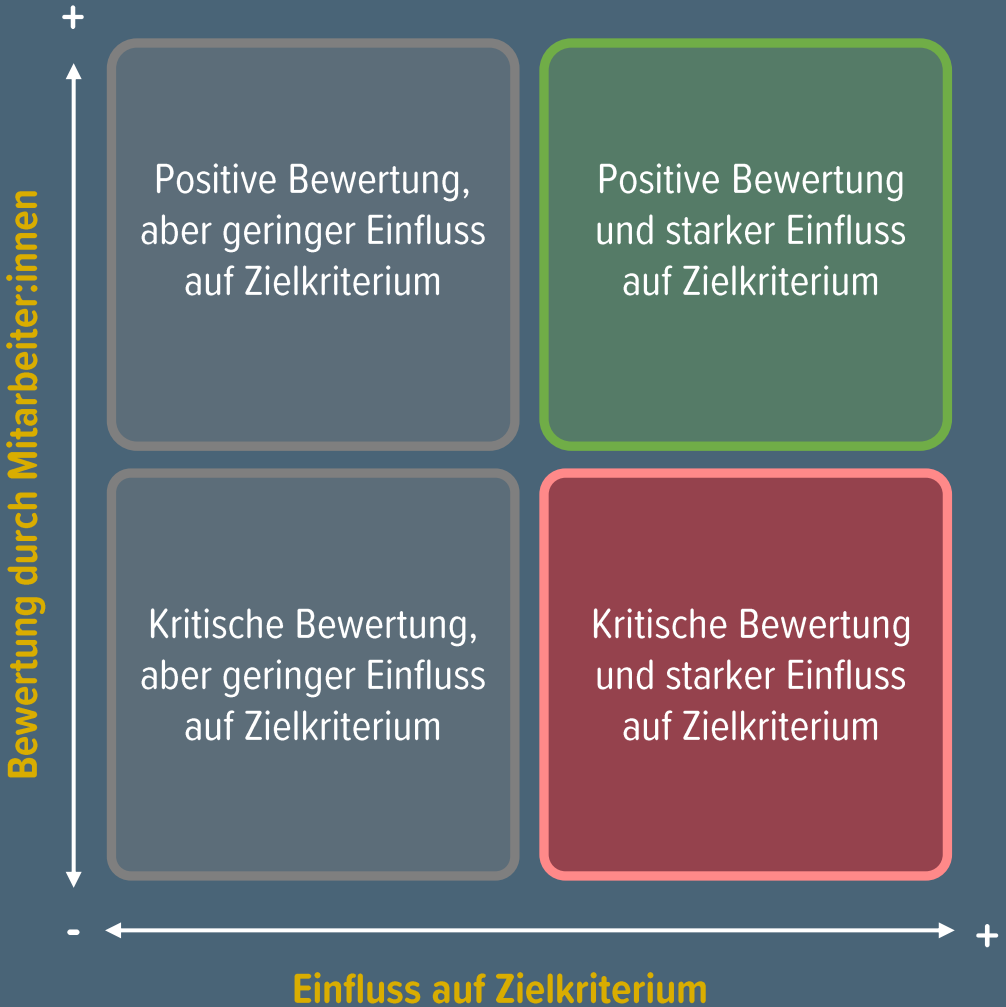 +
Bewertung durch Mitarbeiter:innen
Positive Bewertung,
aber geringer Einfluss
auf Zielkriterium
Positive Bewertung
und starker Einfluss
auf Zielkriterium
Kritische Bewertung,
aber geringer Einfluss
auf Zielkriterium
Kritische Bewertung
und starker Einfluss
auf Zielkriterium
-
+
Einfluss auf Zielkriterium